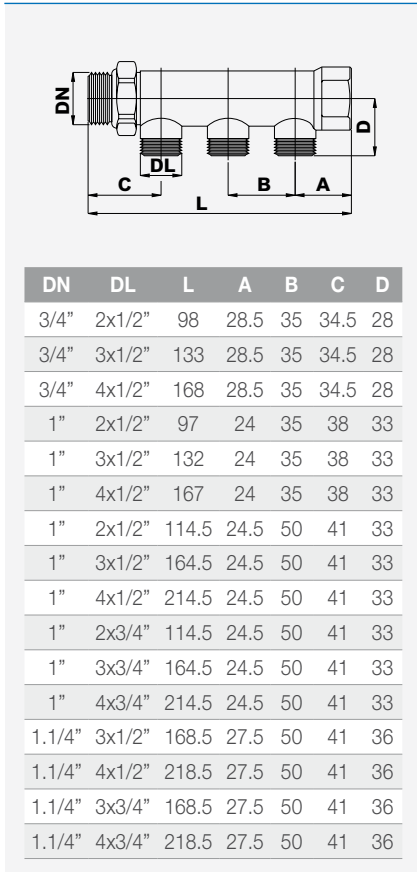 DN
D
DL
C
B
A
L
DN DL L A B C D
3/4” 2x1/2” 98 28.5 35 34.5 28
3/4” 3x1/2” 133 28.5 35 34.5 28
3/4” 4x1/2” 168 28.5 35 34.5 28
1” 2x1/2” 97 24 35 38 33
1” 3x1/2” 132 24 35 38 33
1” 4x1/2” 167 24 35 38 33
1” 2x1/2” 114.5 24.5 50 41 33
1” 3x1/2” 164.5 24.5 50 41 33
1” 4x1/2” 214.5 24.5 50 41 33
1” 2x3/4” 114.5 24.5 50 41 33
1” 3x3/4” 164.5 24.5 50 41 33
1” 4x3/4” 214.5 24.5 50 41 33
1.1/4” 3x1/2” 168.5 27.5 50 41 36
1.1/4” 4x1/2” 218.5 27.5 50 41 36
1.1/4” 3x3/4” 168.5 27.5 50 41 36
1.1/4” 4x3/4” 218.5 27.5 50 41 36